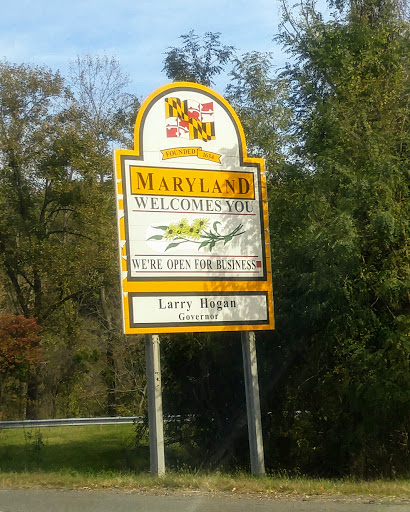 FOUNDED 1634
MARYLAND
WELCOMES YOU
WE'RE OPEN FOR BUSINESS
Larry Hogan
Governor